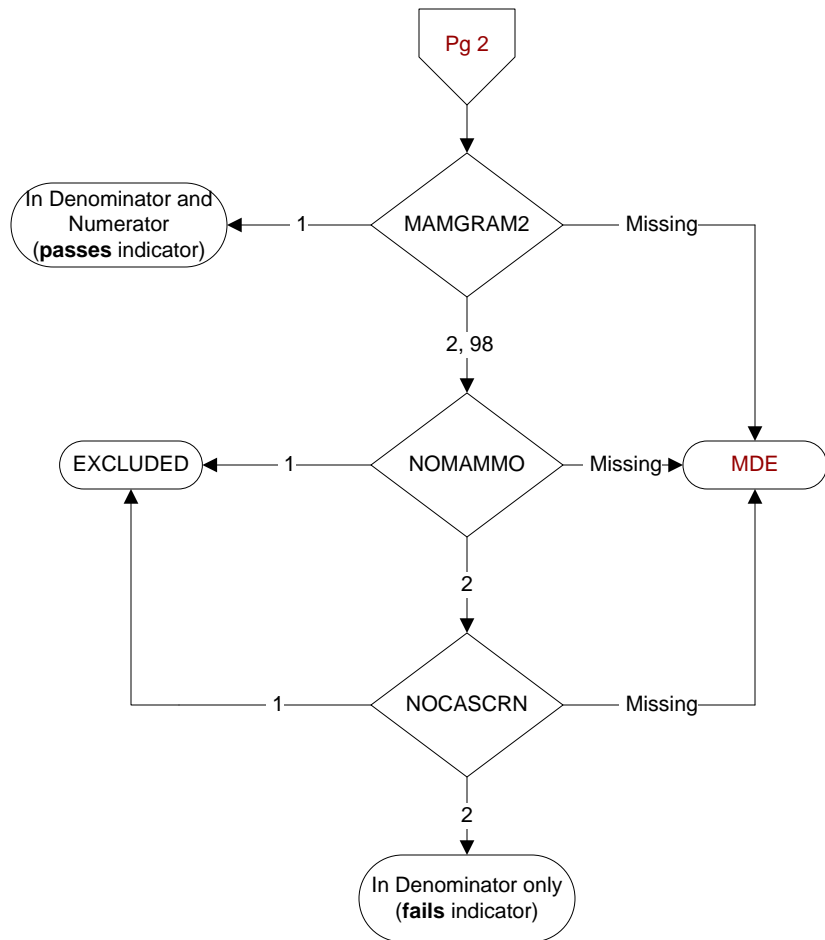 Pg 2
In Denominator and
Numerator
(passes indicator)
1
MAMGRAM2
Missing
2, 98
EXCLUDED
1
NOMAMMO
Missing
MDE
2
1
NOCASCRN
Missing
2
In Denominator only
(fails indicator)